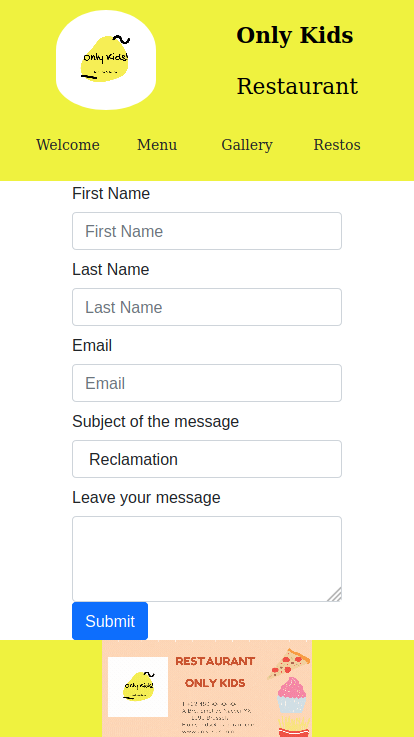 Only Kids!
Only Kids
Restaurant
Welcome
Menu
Gallery
Restos
First Name
First Name
Last Name
Last Name
Email
Email
Subject of the message
Reclamation
Leave your message
Submit
Only Kids!
RESTAURANT
ONLY KIDS